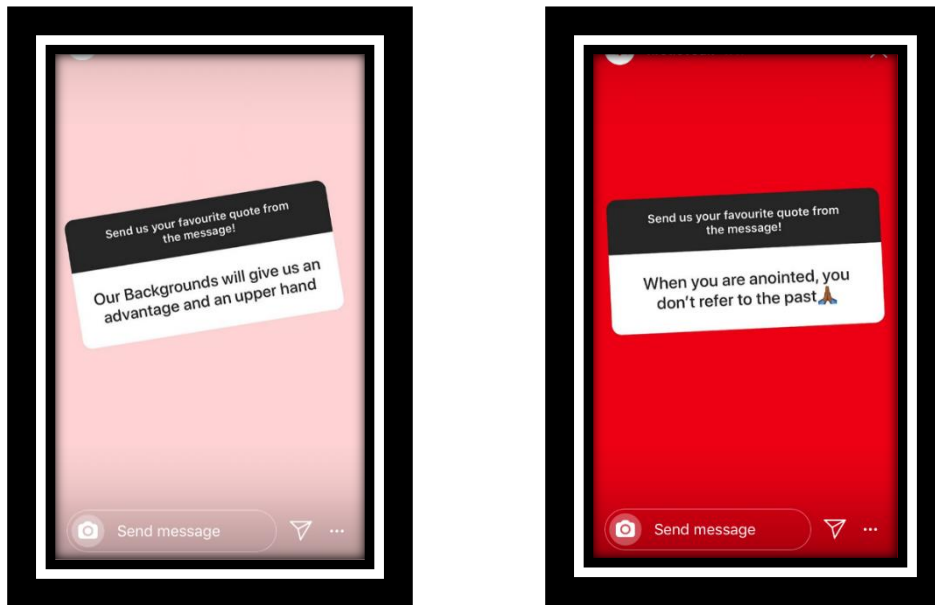 Send us your favourite quote from
the message!
Our Backgrounds will give us an
advantage and an upper hand
Send message
Send us your favourite quote from
the message!
When you are anointed, you
don't refer to the past🙏🏾
Send message